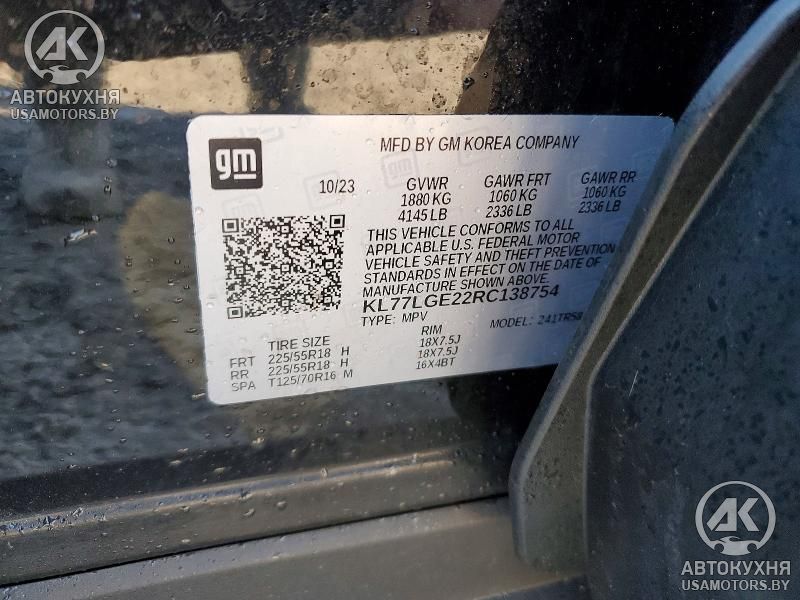 АВТОКУХНЯ
USAMOTORS.BY
gm
MFD BY GM KOREA COMPANY
10/23 GVWR GAWR FRT GAWR RR
1880 KG 1060 KG 1060 KG
4145 LB 2336 LB 2336 LB
THIS VEHICLE CONFORMS TO ALL
APPLICABLE U.S. FEDERAL MOTOR
VEHICLE SAFETY AND THEFT PREVENTION
STANDARDS IN EFFECT ON THE DATE OF
MANUFACTURE SHOWN ABOVE.
KL77LGE22RC138754
TYPE: MPV MODEL: 241TR58
TIRE SIZE RIM
FRT 225/55R18 H 18X7.5J
RR 225/55R18 H 18X7.5J
SPA T125/70R16 M 16X4BT
АВТОКУХНЯ
USAMOTORS.BY